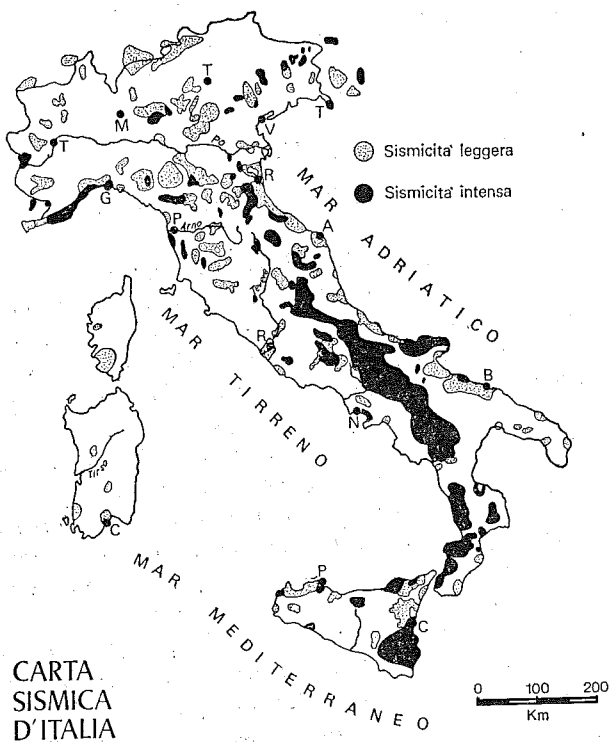 T
M
T
V
T
Po
Sismicita' leggera
Sismicita' intensa
R
G
P
Arno
A
MAR ADRIATICO
MAR TIRRENO
R
B
N
Tirso
C
MAR MEDITERRANEO
P
C
CARTA
SISMICA
D'ITALIA
0 100 200
Km